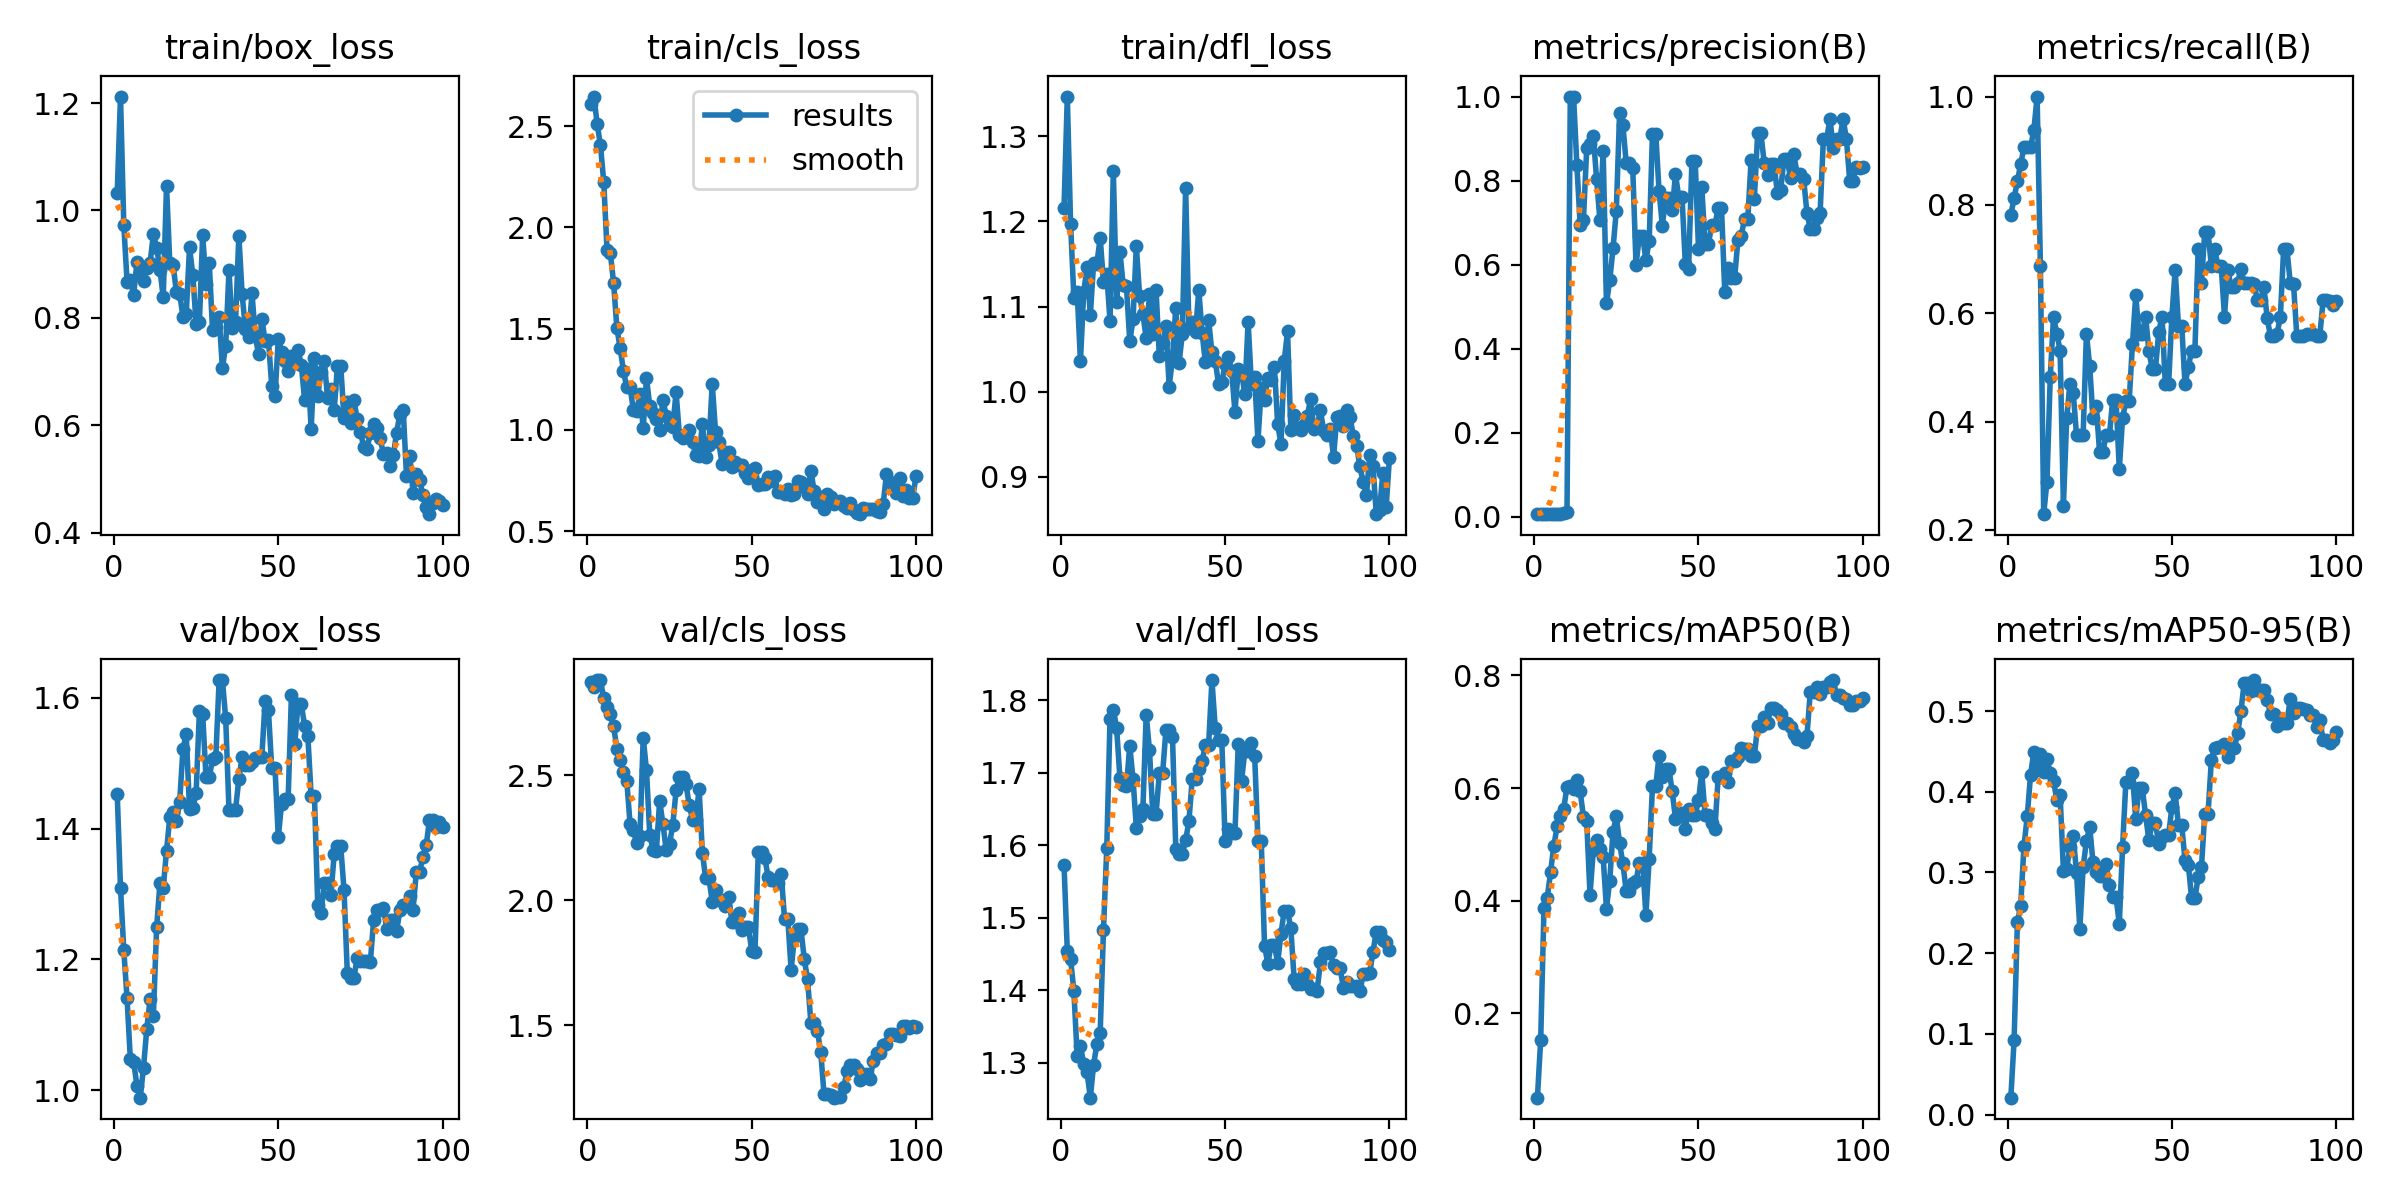 train/box_loss
1.2
1.0
0.8
0.6
0.4
0 50 100
train/cls_loss
results
smooth
2.5
2.0
1.5
1.0
0.5
0 50 100
train/dfl_loss
1.3
1.2
1.1
1.0
0.9
0 50 100
metrics/precision(B)
1.0
0.8
0.6
0.4
0.2
0.0
0 50 100
metrics/recall(B)
1.0
0.8
0.6
0.4
0.2
0 50 100
val/box_loss
1.6
1.4
1.2
1.0
0 50 100
val/cls_loss
2.5
2.0
1.5
0 50 100
val/dfl_loss
1.8
1.7
1.6
1.5
1.4
1.3
0 50 100
metrics/mAP50(B)
0.8
0.6
0.4
0.2
0 50 100
metrics/mAP50-95(B)
0.5
0.4
0.3
0.2
0.1
0.0
0 50 100